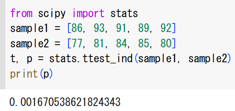 from scipy import stats
sample1 = [86, 93, 91, 89, 92]
sample2 = [77, 81, 84, 85, 80]
t, p = stats.ttest_ind(sample1, sample2)
print(p)
0.001670538621824343